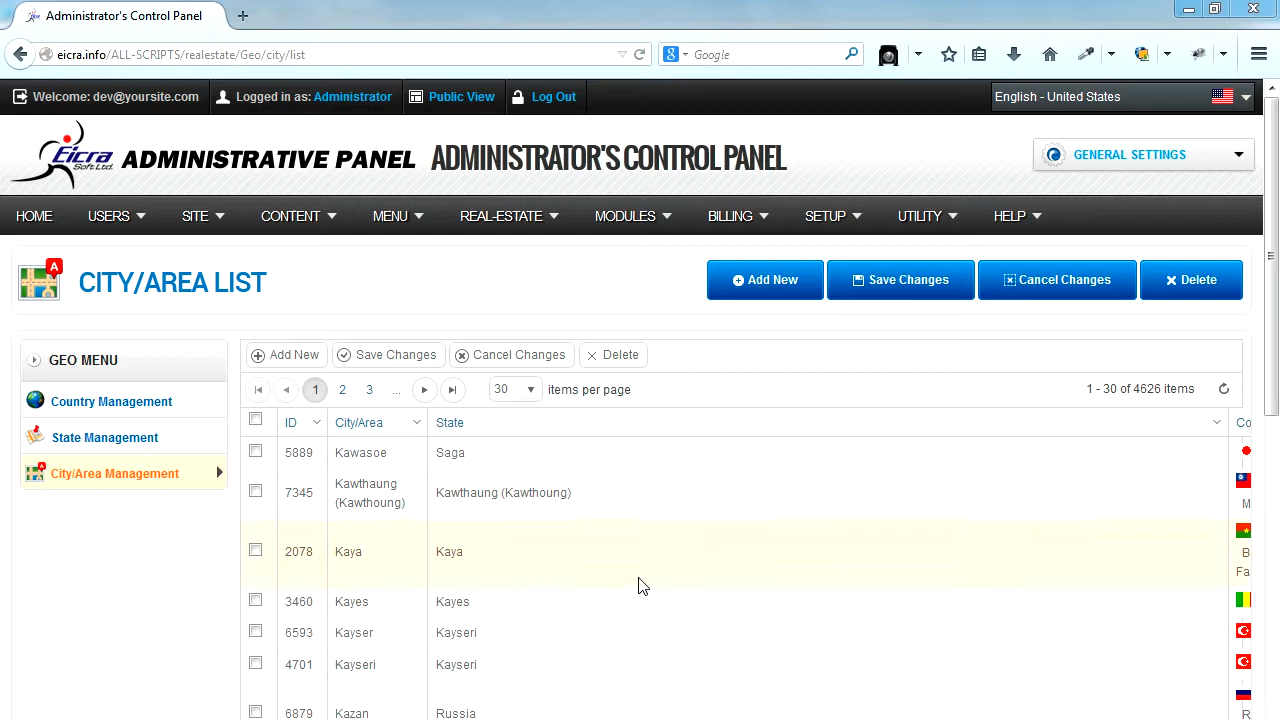 Administrator's Control Panel
eicra.info/ALL-SCRIPTS/realestate/Geo/city/list
Google
Welcome: dev@yoursite.com
Logged in as: Administrator
Public View
Log Out
English - United States
Eicra
Soft Ltd.
ADMINISTRATIVE PANEL
ADMINISTRATOR'S CONTROL PANEL
GENERAL SETTINGS
HOME USERS SITE CONTENT MENU REAL-ESTATE MODULES BILLING SETUP UTILITY HELP
A
CITY/AREA LIST
Add New Save Changes Cancel Changes Delete
GEO MENU
Country Management
State Management
City/Area Management
Add New Save Changes Cancel Changes Delete
1 2 3 ... 30 items per page 1 - 30 of 4626 items
ID City/Area State Co
5889 Kawasoe Saga
7345 Kawthaung (Kawthoung) Kawthaung (Kawthoung) M
2078 Kaya Kaya B Fa
3460 Kayes Kayes
6593 Kayser Kayseri
4701 Kayseri Kayseri
6879 Kazan Russia R